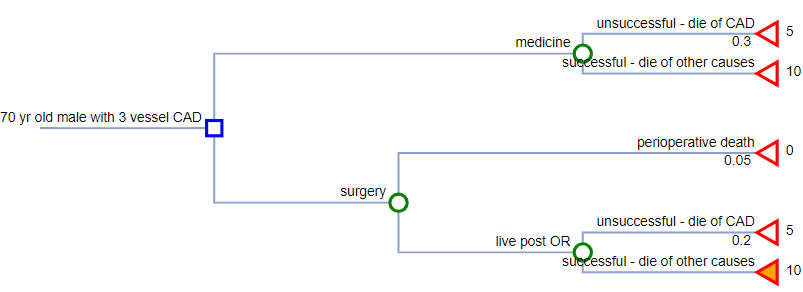 unsuccessful - die of CAD 5
0.3
medicine
successful - die of other causes 10
70 yr old male with 3 vessel CAD
perioperative death 0
0.05
surgery
unsuccessful - die of CAD 5
0.2
live post OR
successful - die of other causes 10